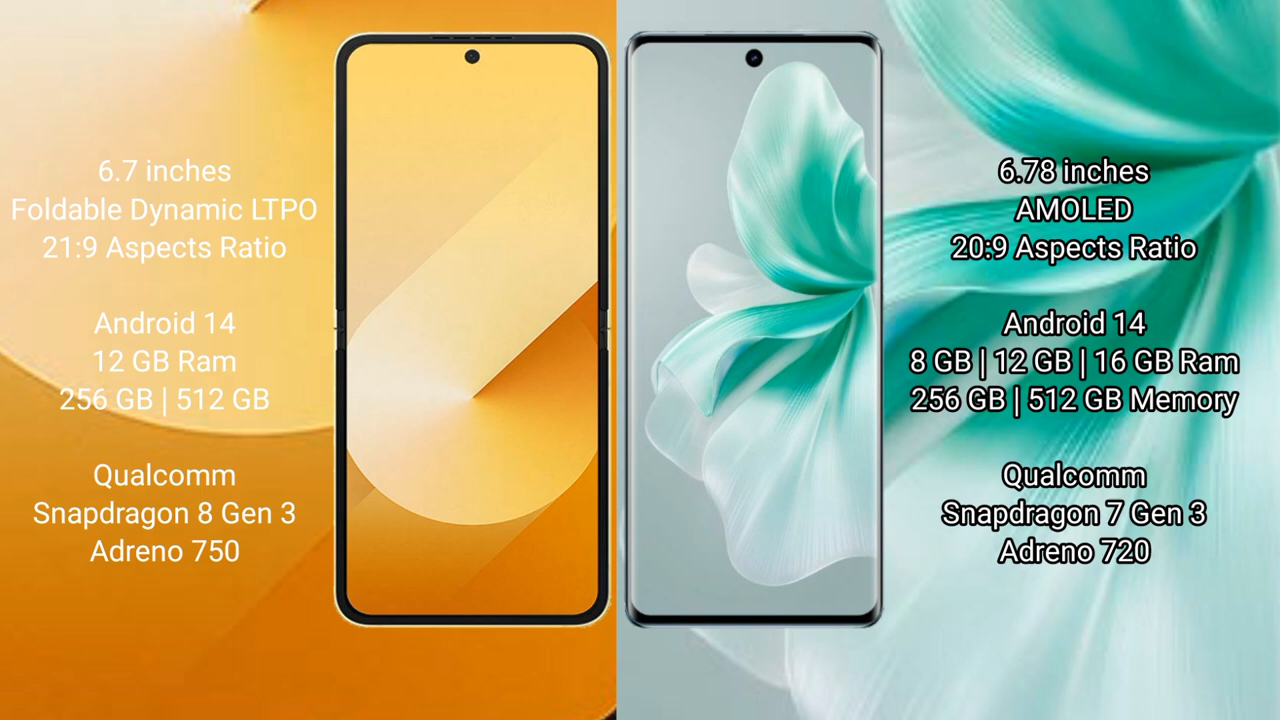 6.7 inches
Foldable Dynamic LTPO
21:9 Aspects Ratio
Android 14
12 GB Ram
256 GB | 512 GB
Qualcomm
Snapdragon 8 Gen 3
Adreno 750
6.78 inches
AMOLED
20:9 Aspects Ratio
Android 14
8 GB | 12 GB | 16 GB Ram
256 GB | 512 GB Memory
Qualcomm
Snapdragon 7 Gen 3
Adreno 720